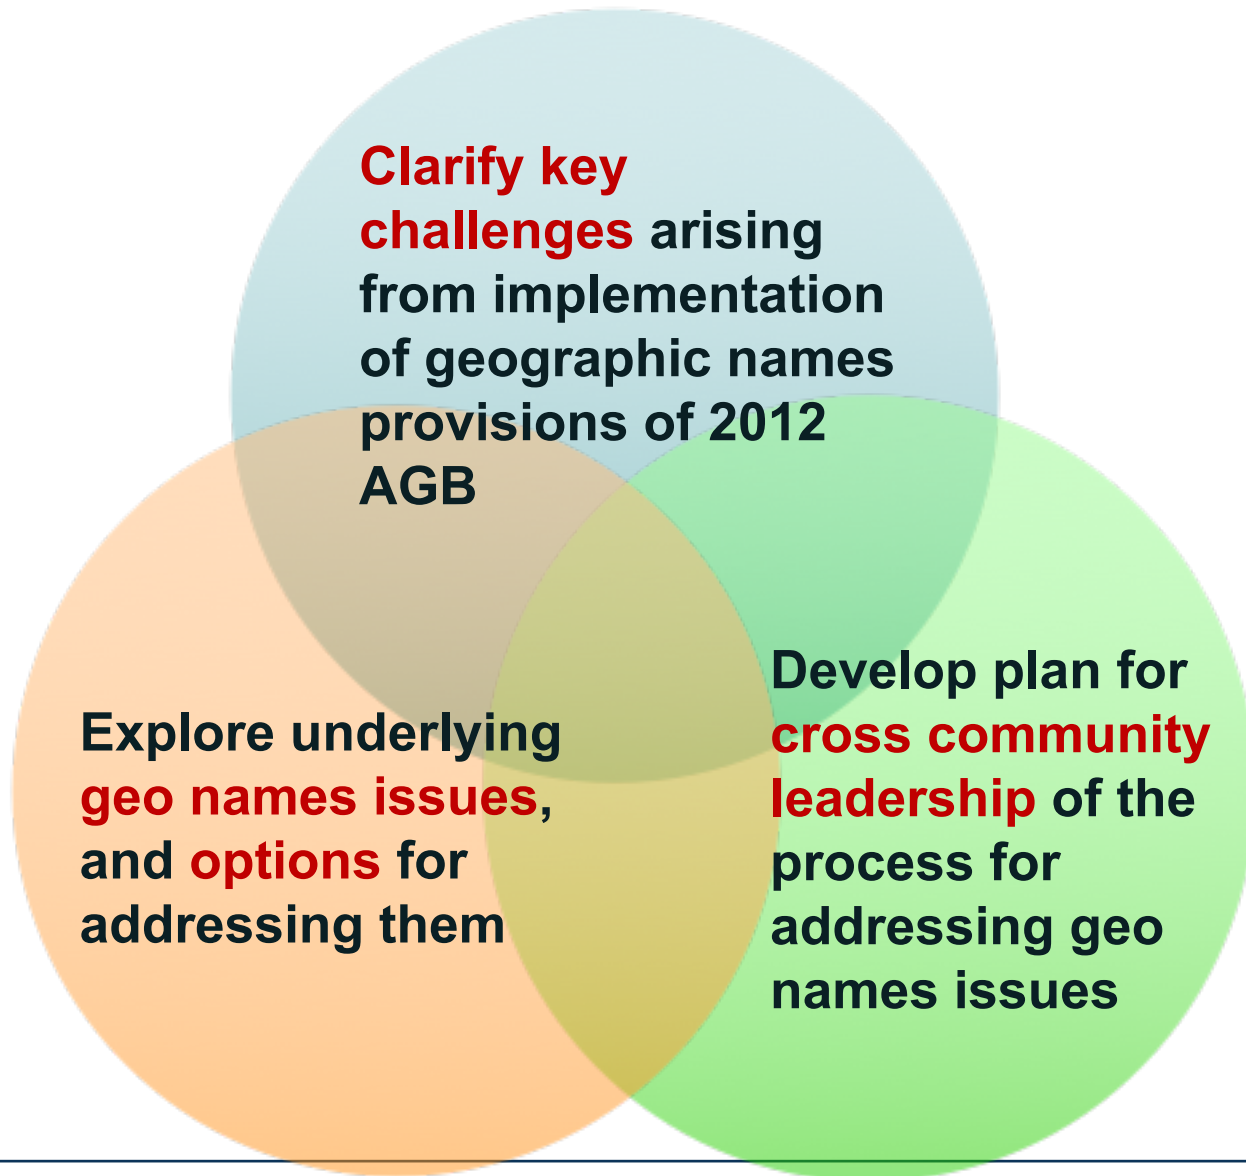 Clarify key
challenges arising
from implementation
of geographic names
provisions of 2012
AGB
Explore underlying
geo names issues,
and options for
addressing them
Develop plan for
cross community
leadership of the
process for
addressing geo
names issues